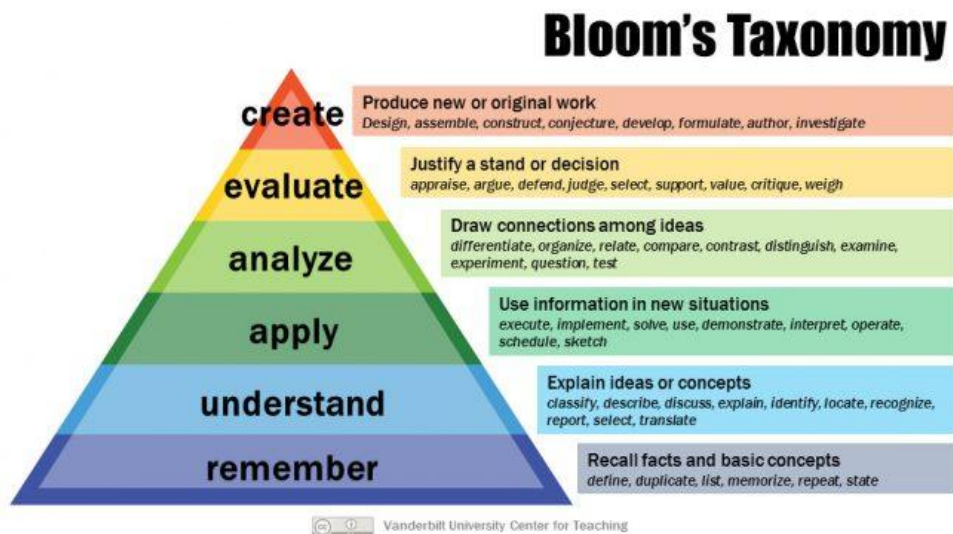 Bloom's Taxonomy
create
Produce new or original work
Design, assemble, construct, conjecture, develop, formulate, author, investigate
evaluate
Justify a stand or decision
appraise, argue, defend, judge, select, support, value, critique, weigh
analyze
Draw connections among ideas
differentiate, organize, relate, compare, contrast, distinguish, examine,
experiment, question, test
apply
Use information in new situations
execute, implement, solve, use, demonstrate, interpret, operate,
schedule, sketch
understand
Explain ideas or concepts
classify, describe, discuss, explain, identify, locate, recognize,
report, select, translate
remember
Recall facts and basic concepts
define, duplicate, list, memorize, repeat, state
cc Vanderbilt University Center for Teaching